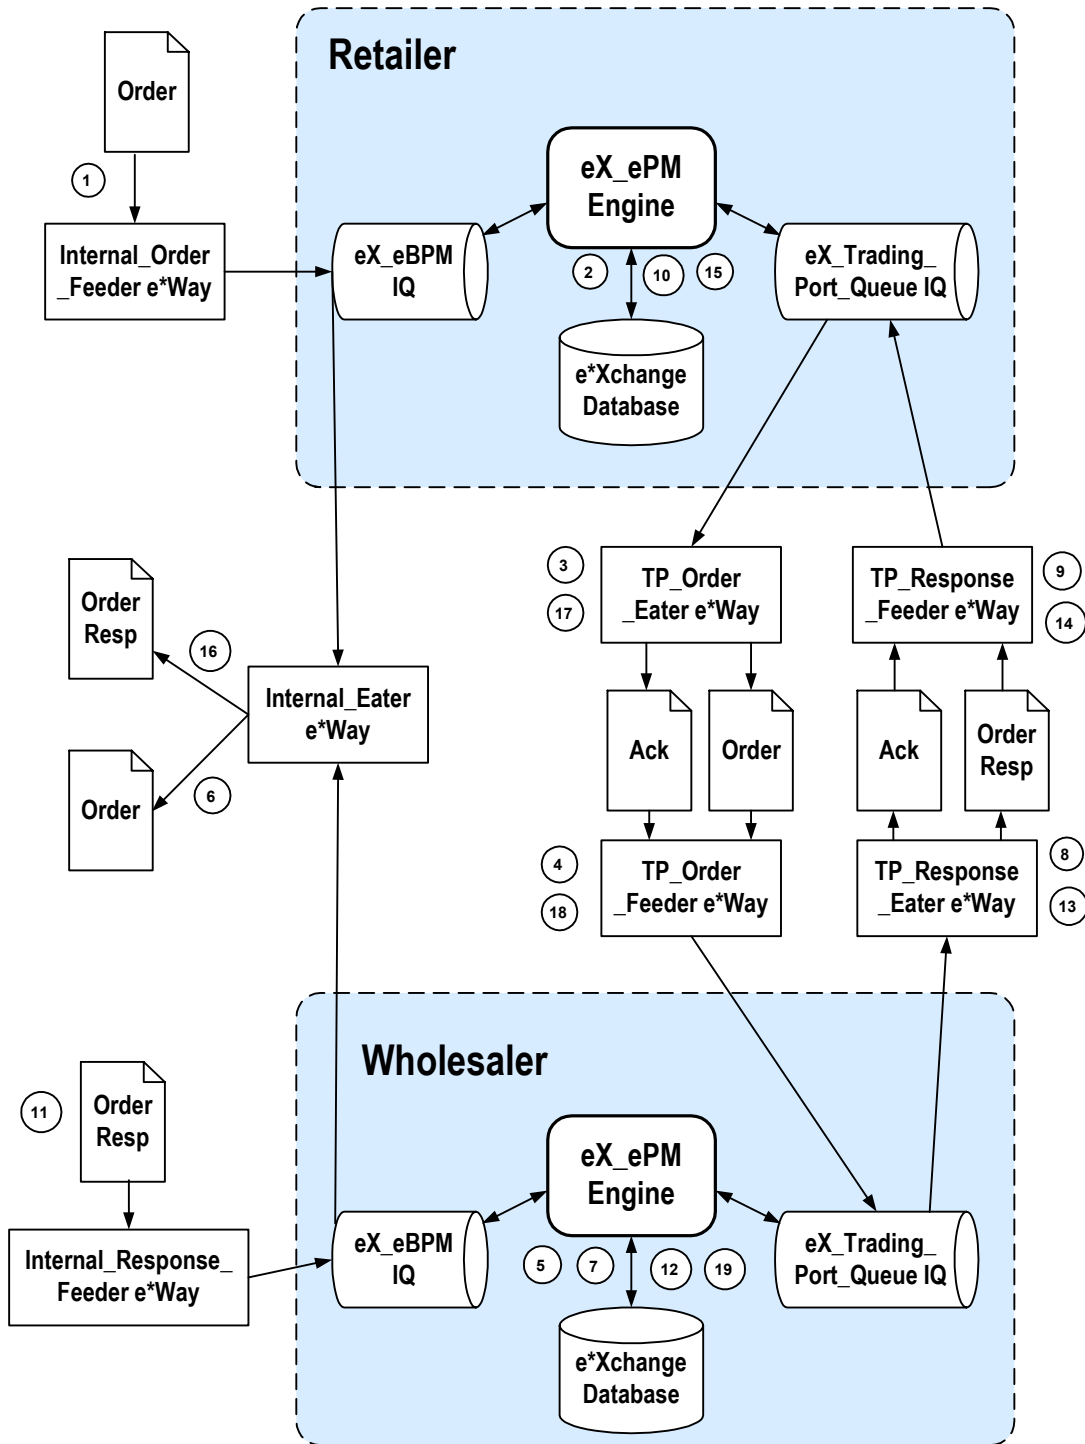 Retailer
Order
1
eX_ePM
Engine
Internal_Order
_Feeder e*Way
eX_eBPM
IQ
2
10
15
eX_Trading_
Port_Queue IQ
e*Xchange
Database
3
17
TP_Order
_Eater e*Way
TP_Response
_Feeder e*Way
9
14
Order
Resp
16
Internal_Eater
e*Way
Order
6
Ack
Order
Ack
Order
Resp
4
18
TP_Order
_Feeder e*Way
TP_Response
_Eater e*Way
8
13
Wholesaler
11
Order
Resp
eX_ePM
Engine
Internal_Response_
Feeder e*Way
eX_eBPM
IQ
5
7
12
19
eX_Trading_
Port_Queue IQ
e*Xchange
Database